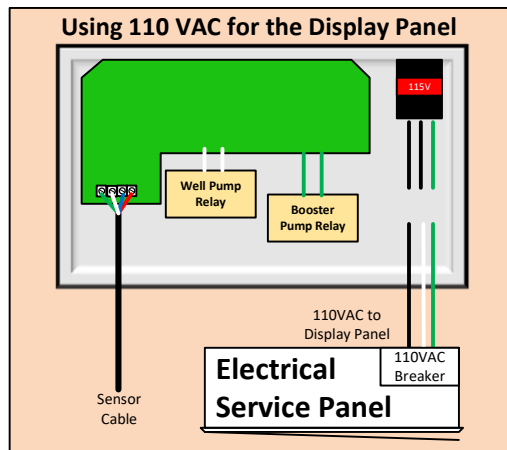 Using 110 VAC for the Display Panel
115V
Well Pump
Relay
Booster
Pump Relay
110VAC to
Display Panel
110VAC
Breaker
Electrical
Service Panel
Sensor
Cable